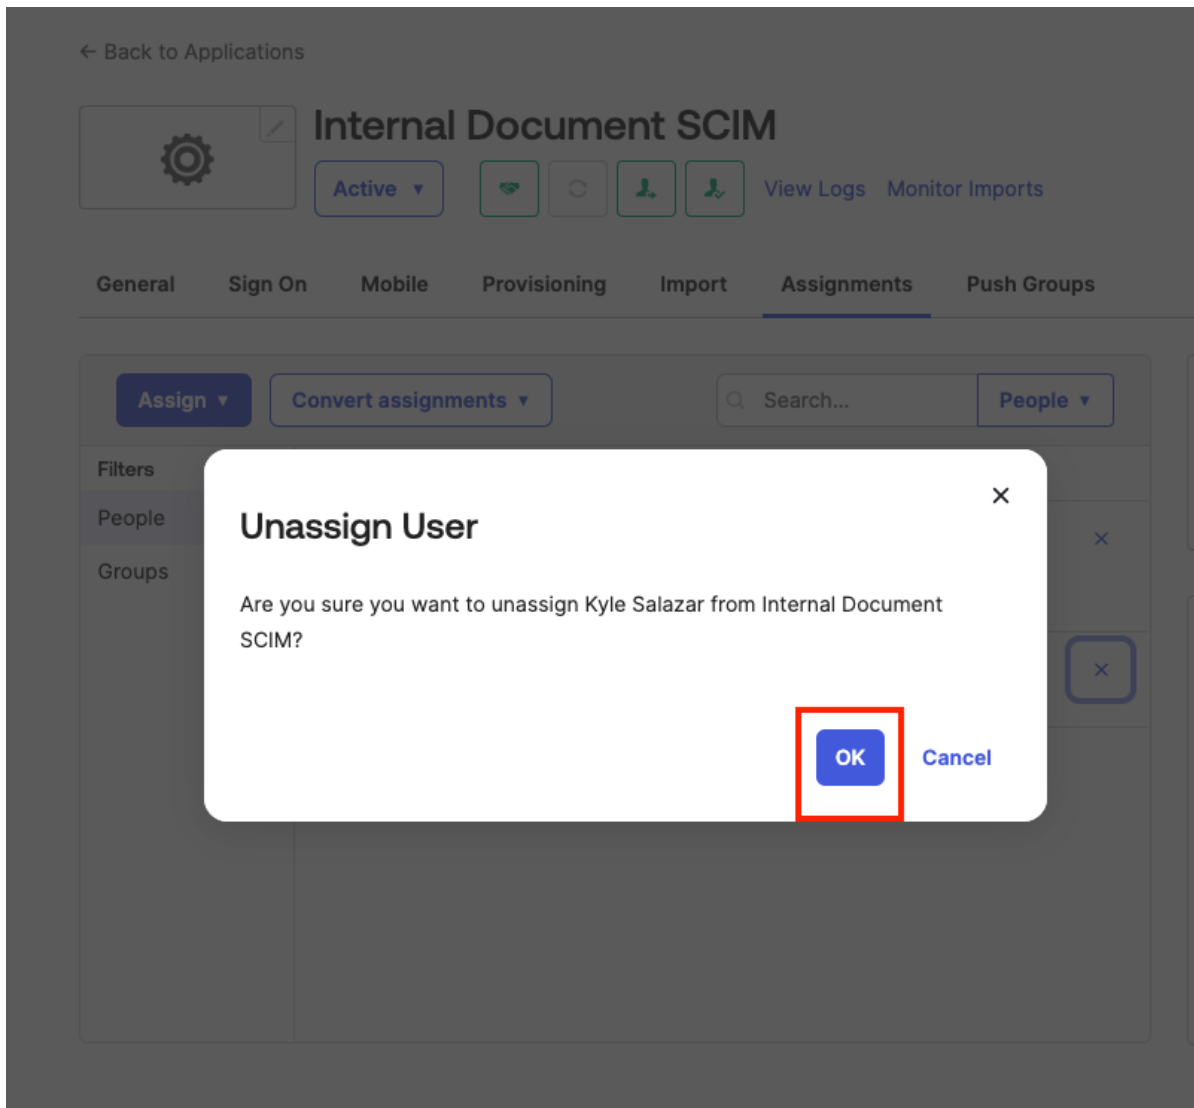 ← Back to Applications
Internal Document SCIM
Active ▼
View Logs
Monitor Imports
General
Sign On
Mobile
Provisioning
Import
Assignments
Push Groups
Assign ▼
Convert assignments ▼
Search...
People ▼
Filters
People
Groups
Unassign User
Are you sure you want to unassign Kyle Salazar from Internal Document
SCIM?
OK
Cancel